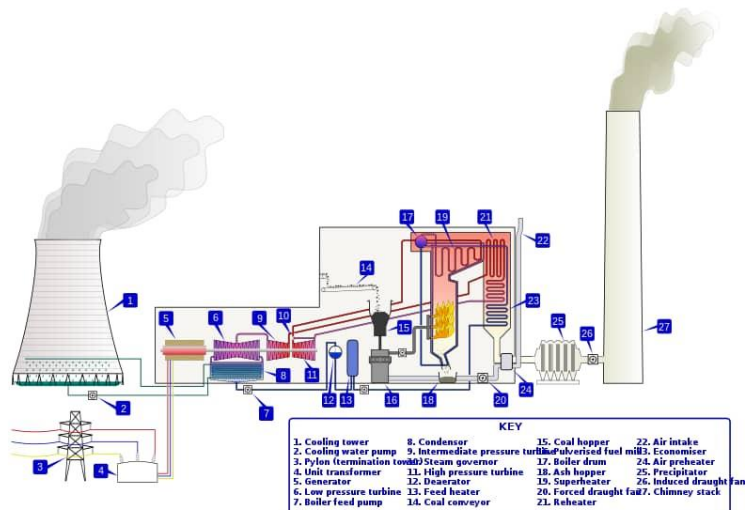 1
2
3
4
5
6
7
8
9
10
11
12
13
14
15
16
17
18
19
20
21
22
23
24
25
26
27
KEY
1. Cooling tower
2. Cooling water pump
3. Pylon (termination tower)
4. Unit transformer
5. Generator
6. Low pressure turbine
7. Boiler feed pump
8. Condensor
9. Intermediate pressure turbine
10. Steam governor
11. High pressure turbine
12. Deaerator
13. Feed heater
14. Coal conveyor
15. Coal hopper
16. Pulverised fuel mill
17. Boiler drum
18. Ash hopper
19. Superheater
20. Forced draught fan
21. Reheater
22. Air intake
23. Economiser
24. Air preheater
25. Precipitator
26. Induced draught fan
27. Chimney stack